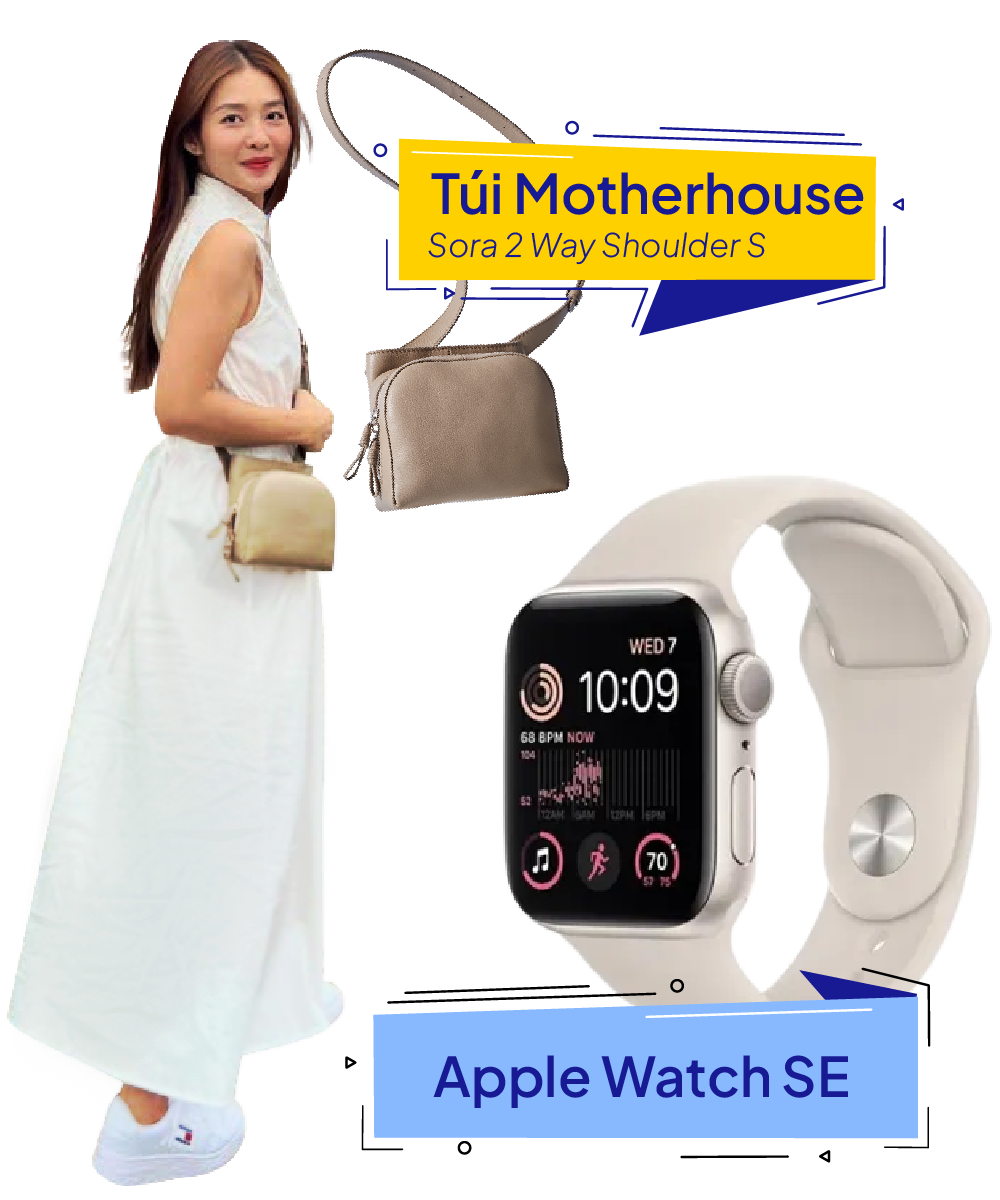 Túi Motherhouse
Sora 2 Way Shoulder S
WED 7
10:09
68 BPM NOW
104
52
12AM 6AM 12PM 6PM
70
57 75
Apple Watch SE